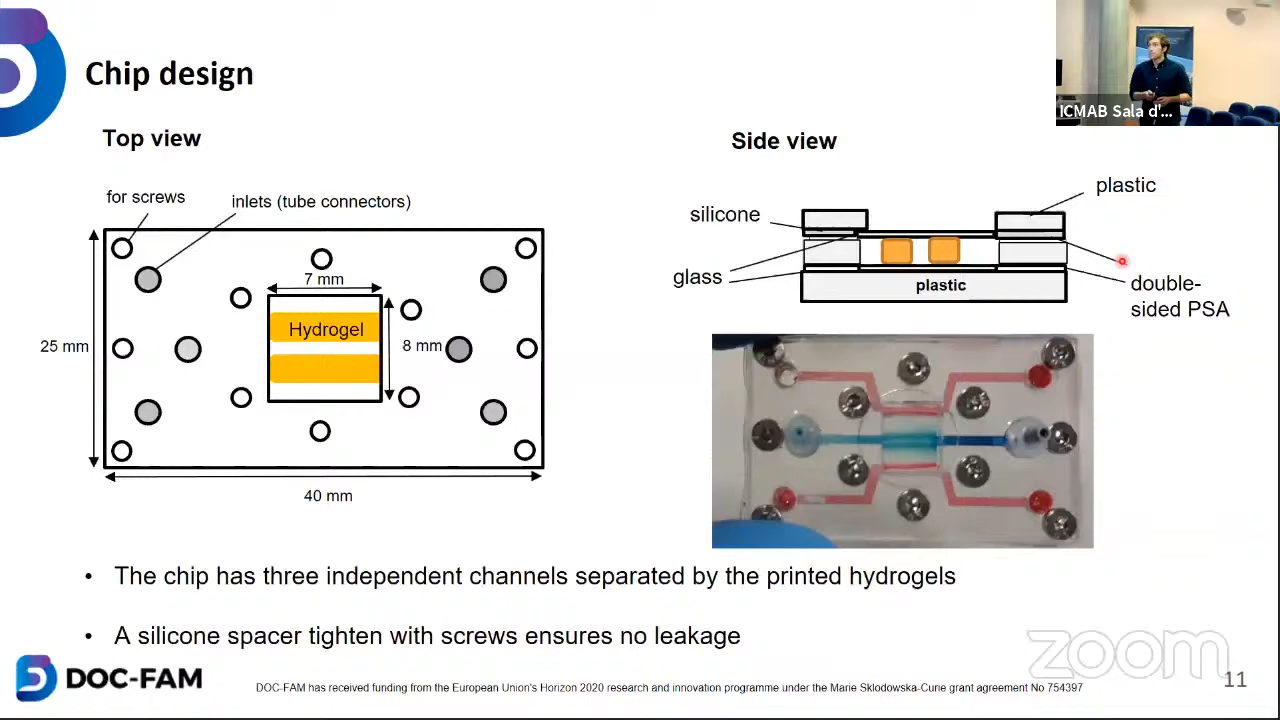 Chip design
ICMAB Sala d'...
Top view
Side view
for screws
inlets (tube connectors)
7 mm
Hydrogel
8 mm
25 mm
40 mm
plastic
silicone
glass
plastic
double-
sided PSA
• The chip has three independent channels separated by the printed hydrogels
• A silicone spacer tighten with screws ensures no leakage
zoom
DOC-FAM
DOC-FAM has received funding from the European Union's Horizon 2020 research and innovation programme under the Marie Sklodowska-Curie grant agreement No 754397
11